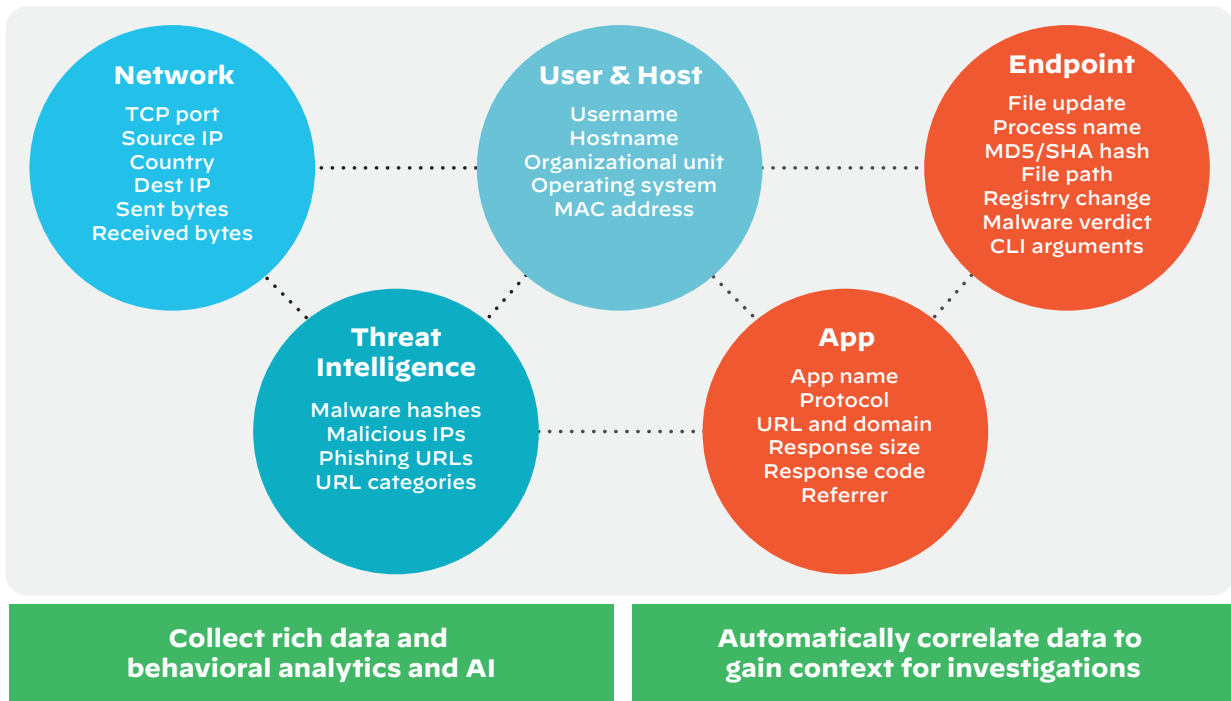 Network
TCP port
Source IP
Country
Dest IP
Sent bytes
Received bytes
User & Host
Username
Hostname
Organizational unit
Operating system
MAC address
Endpoint
File update
Process name
MD5/SHA hash
File path
Registry change
Malware verdict
CLI arguments
Threat
Intelligence
Malware hashes
Malicious IPs
Phishing URLs
URL categories
App
App name
Protocol
URL and domain
Response size
Response code
Referrer
Collect rich data and
behavioral analytics and AI
Automatically correlate data to
gain context for investigations